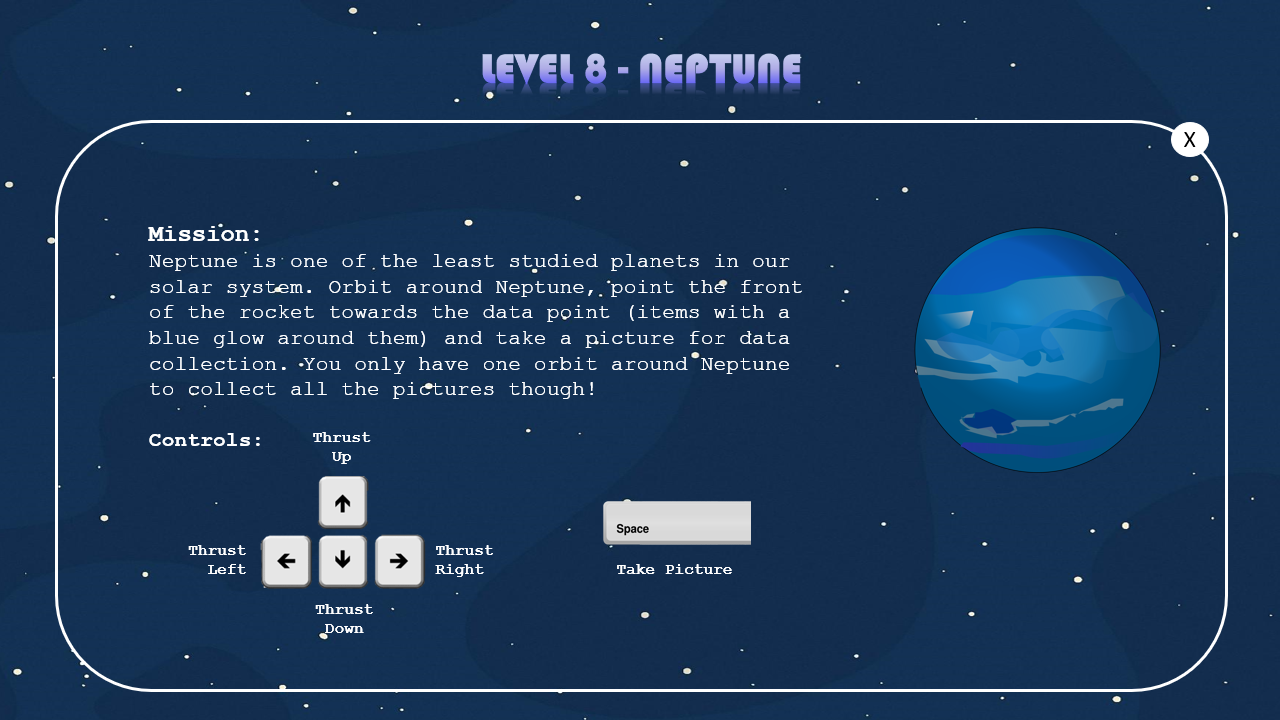 LEVEL 8 - NEPTUNE
X
Mission:
Neptune is one of the least studied planets in our
solar system. Orbit around Neptune, point the front
of the rocket towards the data point (items with a
blue glow around them) and take a picture for data
collection. You only have one orbit around Neptune
to collect all the pictures though!
Controls:
Thrust
Up
Thrust
Left
Thrust
Right
Thrust
Down
Space
Take Picture